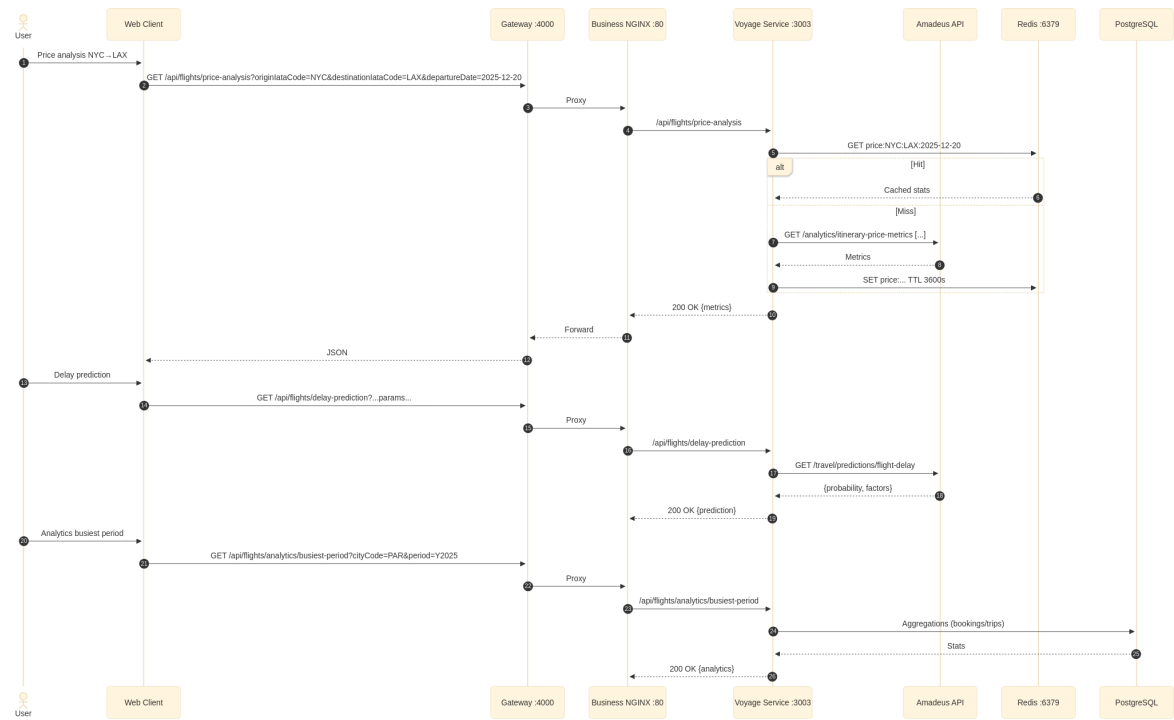 User
Web Client
Gateway :4000
Business NGINX :80
Voyage Service :3003
Amadeus API
Redis :6379
PostgreSQL
1
Price analysis NYC→LAX
2
GET /api/flights/price-analysis?originIataCode=NYC&destinationIataCode=LAX&departureDate=2025-12-20
3
Proxy
4
/api/flights/price-analysis
5
GET price:NYC:LAX:2025-12-20
alt
[Hit]
6
Cached stats
[Miss]
7
GET /analytics/itinerary-price-metrics [...]
8
Metrics
9
SET price:... TTL 3600s
10
200 OK {metrics}
11
Forward
12
JSON
13
Delay prediction
14
GET /api/flights/delay-prediction?...params...
15
Proxy
16
/api/flights/delay-prediction
17
GET /travel/predictions/flight-delay
18
{probability, factors}
19
200 OK {prediction}
20
Analytics busiest period
21
GET /api/flights/analytics/busiest-period?cityCode=PAR&period=Y2025
22
Proxy
23
/api/flights/analytics/busiest-period
24
Aggregations (bookings/trips)
25
Stats
26
200 OK {analytics}
User
Web Client
Gateway :4000
Business NGINX :80
Voyage Service :3003
Amadeus API
Redis :6379
PostgreSQL